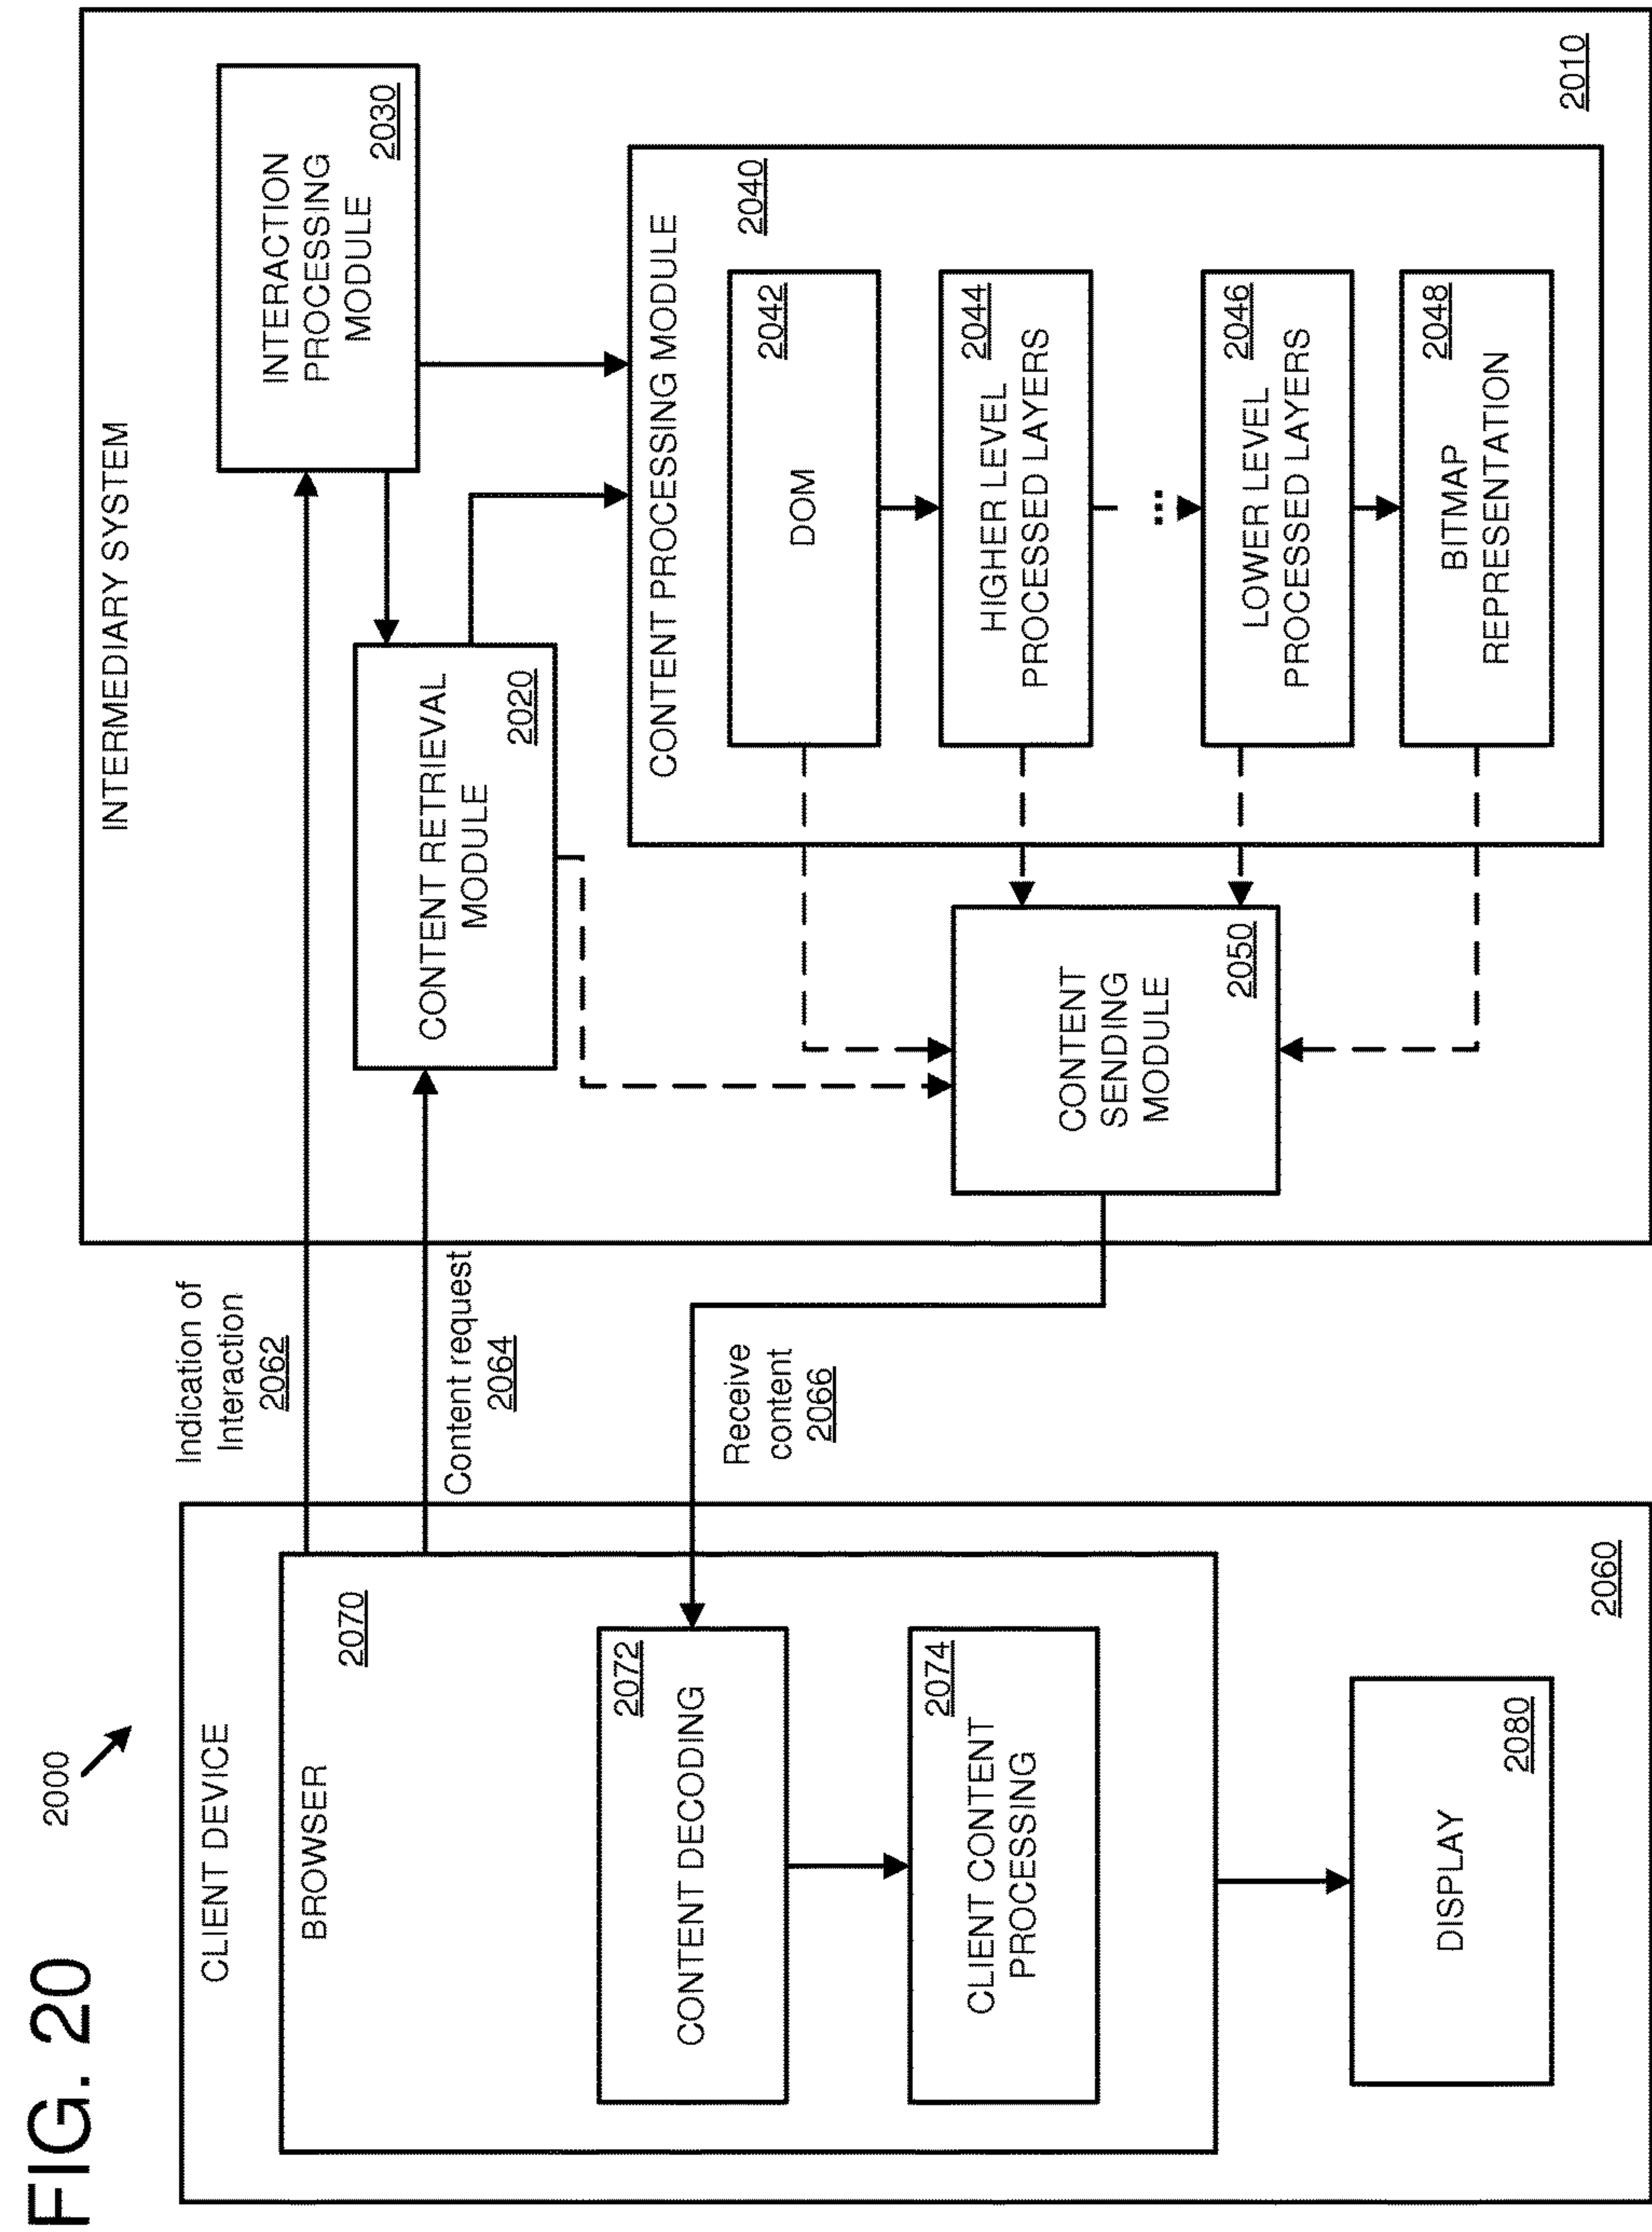 FIG. 20
2000
CLIENT DEVICE
BROWSER
2070
CONTENT DECODING
2072
CLIENT CONTENT
PROCESSING
2074
DISPLAY
2080
2060
Indication of
Interaction
2062
Content request
2064
Receive
content
2066
INTERMEDIARY SYSTEM
INTERACTION
PROCESSING
MODULE
2030
CONTENT RETRIEVAL
MODULE
2020
CONTENT PROCESSING MODULE
2040
DOM
2042
HIGHER LEVEL
PROCESSED LAYERS
2044
...
LOWER LEVEL
PROCESSED LAYERS
2046
BITMAP
REPRESENTATION
2048
CONTENT
SENDING
MODULE
2050
2010